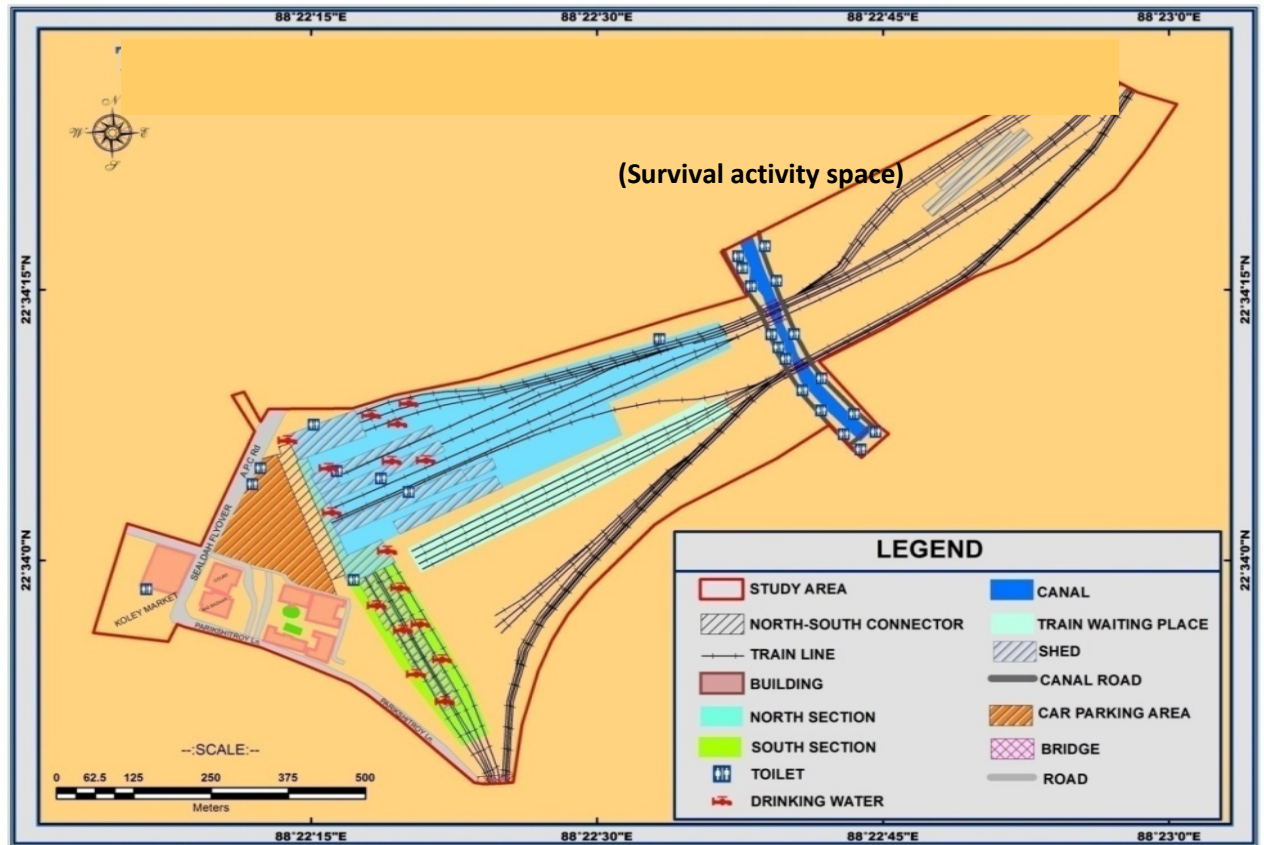 88°22'15"E 88°22'30"E 88°22'45"E 88°23'0"E
N
W E
S
(Survival activity space)
22°34'15"N 22°34'15"N
A.P.C Rd
SEALDAH FLYOVER
22°34'0"N 22°34'0"N
KOLEY MARKET
PARIKSHITROY Ln
PARIKSHITROY Ln
--:SCALE:--
0 62.5 125 250 375 500
Meters
LEGEND
STUDY AREA
NORTH-SOUTH CONNECTOR
TRAIN LINE
BUILDING
NORTH SECTION
SOUTH SECTION
TOILET
DRINKING WATER
CANAL
TRAIN WAITING PLACE
SHED
CANAL ROAD
CAR PARKING AREA
BRIDGE
ROAD
88°22'15"E 88°22'30"E 88°22'45"E 88°23'0"E